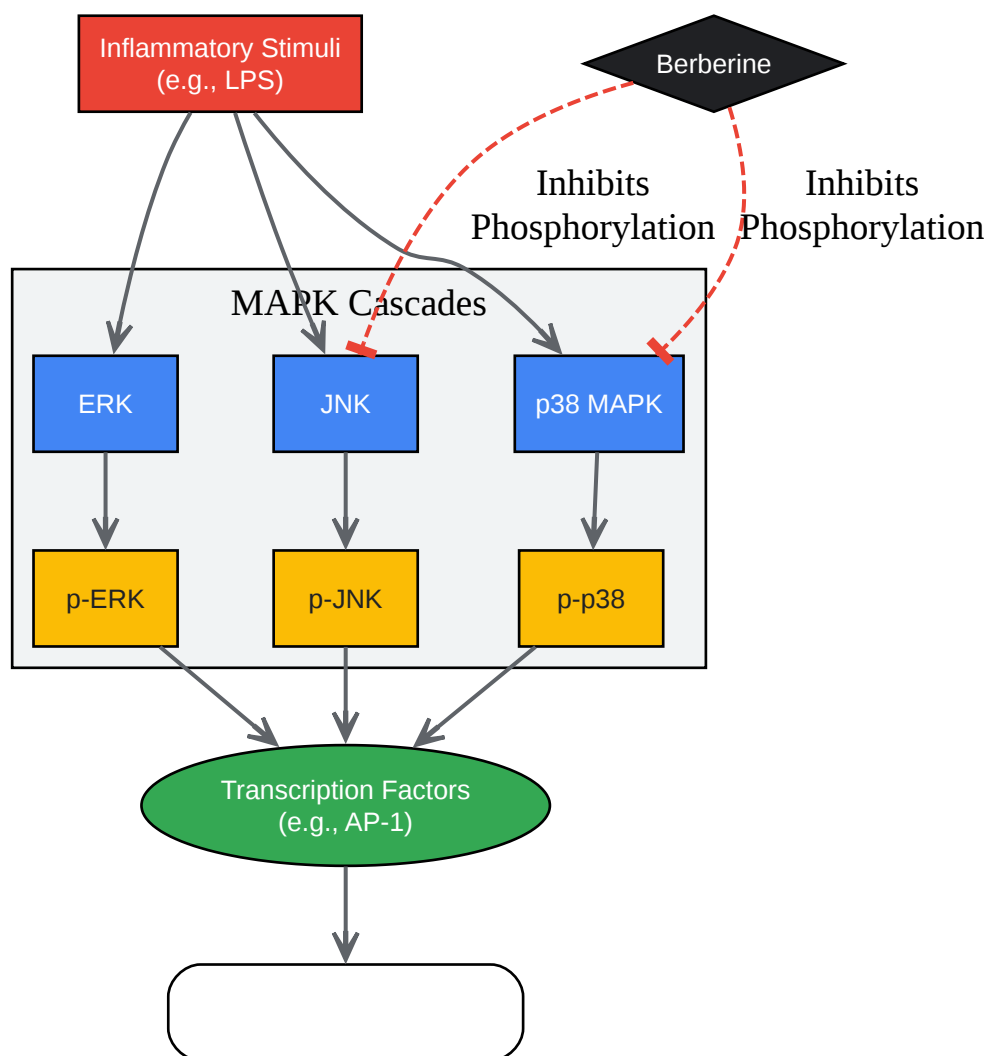 Inflammatory Stimuli
(e.g., LPS)
Berberine
Inhibits
Phosphorylation
Inhibits
Phosphorylation
MAPK Cascades
ERK
JNK
p38 MAPK
p-ERK
p-JNK
p-p38
Transcription Factors
(e.g., AP-1)